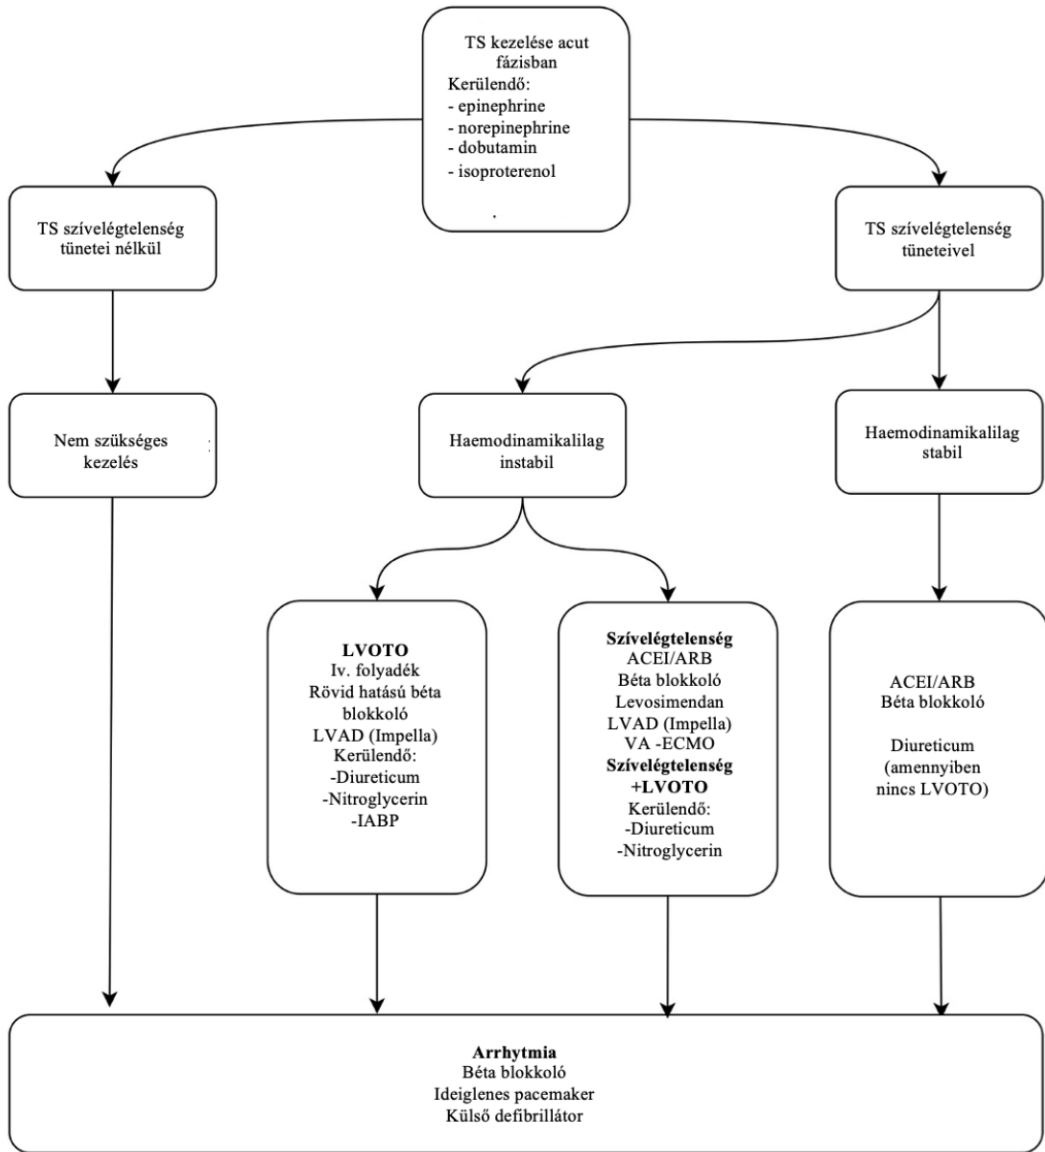 TS kezelése acut
fázisban
Kerülendő:
- epinephrine
- norepinephrine
- dobutamin
- isoproterenol
.
TS szívelégtelenség
tünetei nélkül
TS szívelégtelenség
tüneteivel
Nem szükséges
kezelés
Haemodinamikalilag
instabil
Haemodinamikalilag
stabil
LVOTO
Iv. folyadék
Rövid hatású béta
blokkoló
LVAD (Impella)
Kerülendő:
-Diureticum
-Nitroglycerin
-IABP
Szívelégtelenség
ACEI/ARB
Béta blokkoló
Levosimendan
LVAD (Impella)
VA -ECMO
Szívelégtelenség
+LVOTO
Kerülendő:
-Diureticum
-Nitroglycerin
ACEI/ARB
Béta blokkoló
Diureticum
(amennyiben
nincs LVOTO)
Arrhytmia
Béta blokkoló
Ideiglenes pacemaker
Külső defibrillátor